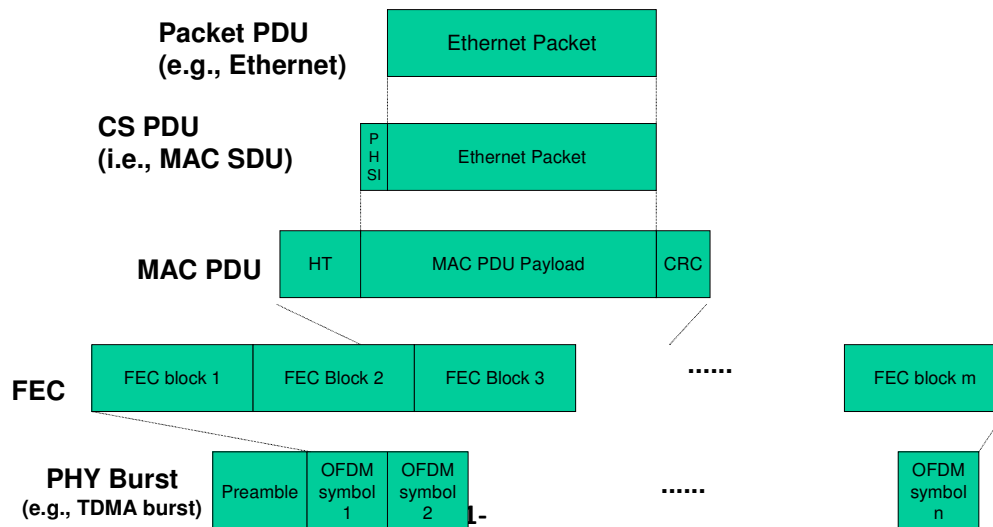 Packet PDU
(e.g., Ethernet)
Ethernet Packet
CS PDU
(i.e., MAC SDU)
P
H
SI
Ethernet Packet
MAC PDU
HT
MAC PDU Payload
CRC
FEC
FEC block 1
FEC Block 2
FEC Block 3
......
FEC block m
PHY Burst
(e.g., TDMA burst)
Preamble
OFDM
symbol
1
OFDM
symbol
2
......
OFDM
symbol
n
1-